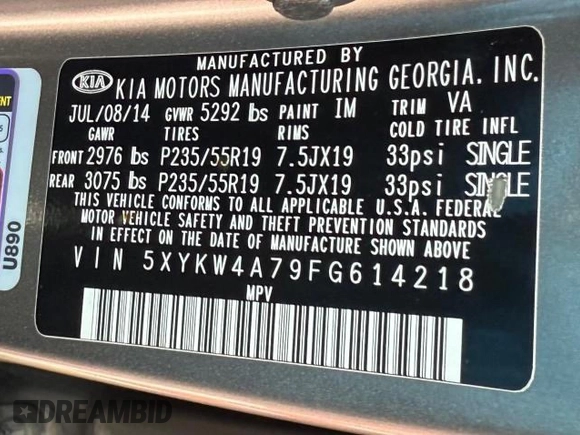 MANUFACTURED BY
KIA KIA MOTORS MANUFACTURING GEORGIA, INC.
JUL/08/14 GVWR 5292 lbs PAINT IM TRIM VA
GAWR TIRES RIMS COLD TIRE INFL
FRONT 2976 lbs P235/55R19 7.5JX19 33psi SINGLE
REAR 3075 lbs P235/55R19 7.5JX19 33psi SINGLE
THIS VEHICLE CONFORMS TO ALL APPLICABLE U.S.A. FEDERAL
MOTOR VEHICLE SAFETY AND THEFT PREVENTION STANDARDS
IN EFFECT ON THE DATE OF MANUFACTURE SHOWN ABOVE
VIN 5XYKW4A79FG614218
MPV
U890
DREAMBID